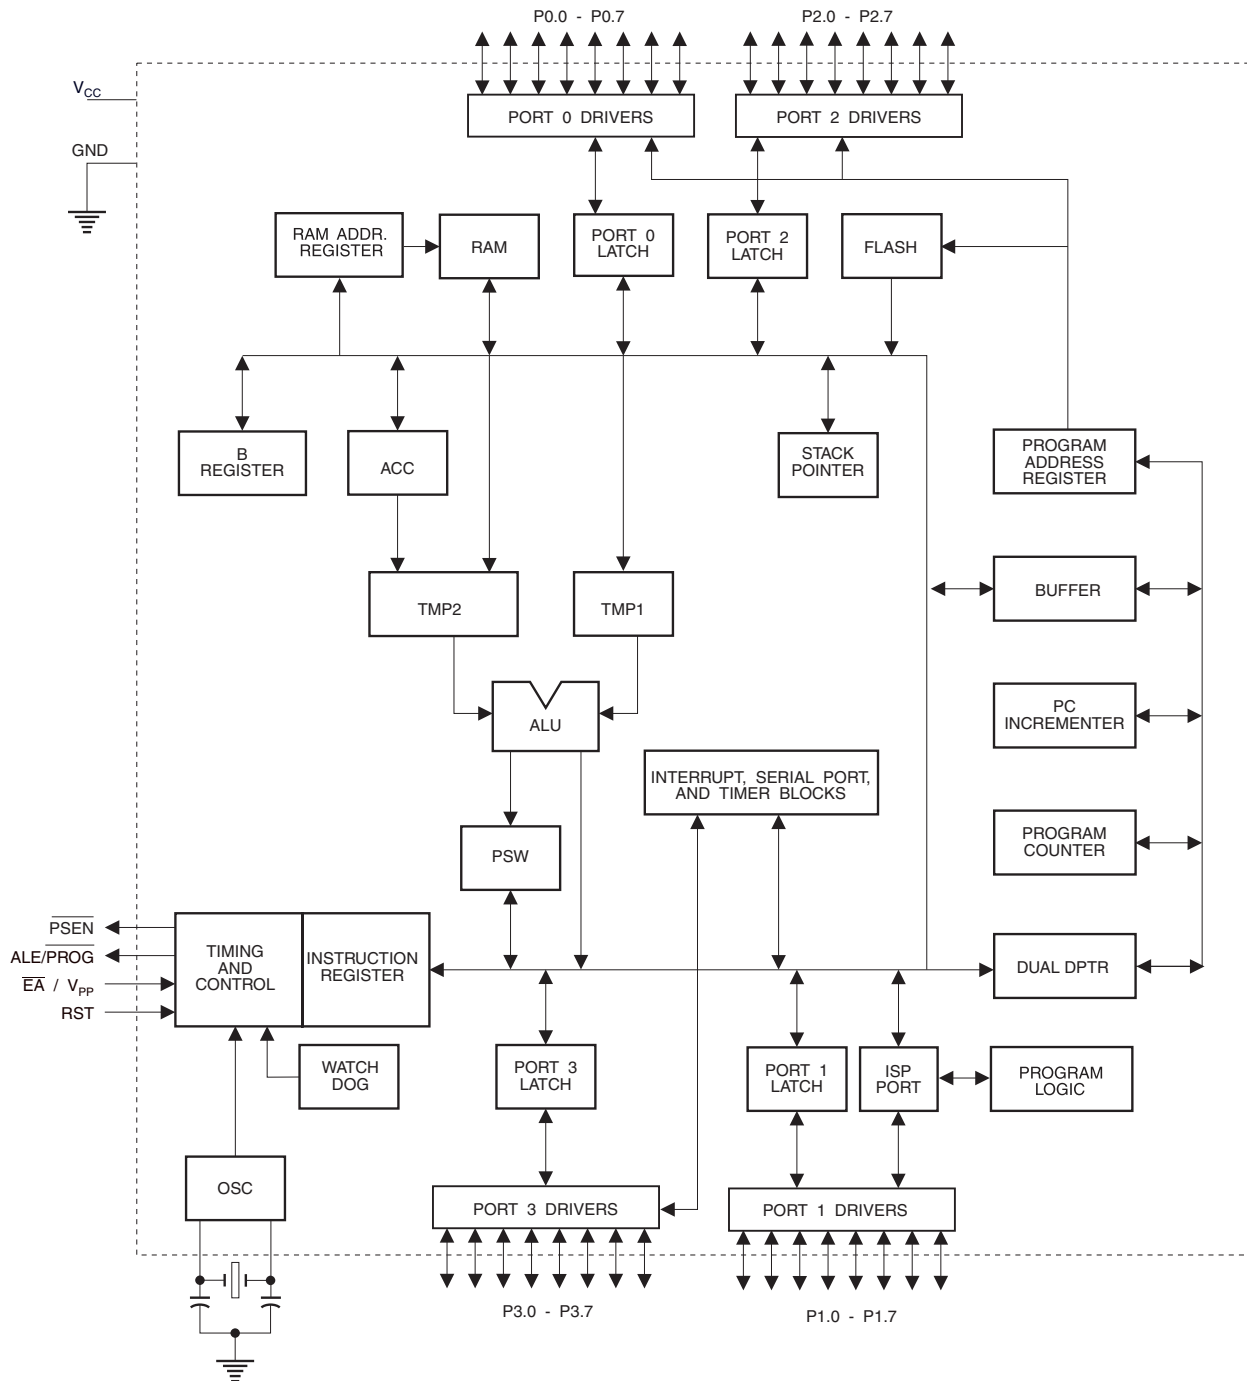 P0.0 - P0.7
P2.0 - P2.7
VCC
GND
PORT 0 DRIVERS
PORT 2 DRIVERS
RAM ADDR.
REGISTER
RAM
PORT 0
LATCH
PORT 2
LATCH
FLASH
B
REGISTER
ACC
STACK
POINTER
PROGRAM
ADDRESS
REGISTER
TMP2
TMP1
BUFFER
ALU
PC
INCREMENTER
INTERRUPT, SERIAL PORT,
AND TIMER BLOCKS
PSW
PROGRAM
COUNTER
PSEN
ALE/PROG
EA / VPP
RST
TIMING
AND
CONTROL
INSTRUCTION
REGISTER
DUAL DPTR
WATCH
DOG
PORT 3
LATCH
PORT 1
LATCH
ISP
PORT
PROGRAM
LOGIC
OSC
PORT 3 DRIVERS
PORT 1 DRIVERS
P3.0 - P3.7
P1.0 - P1.7